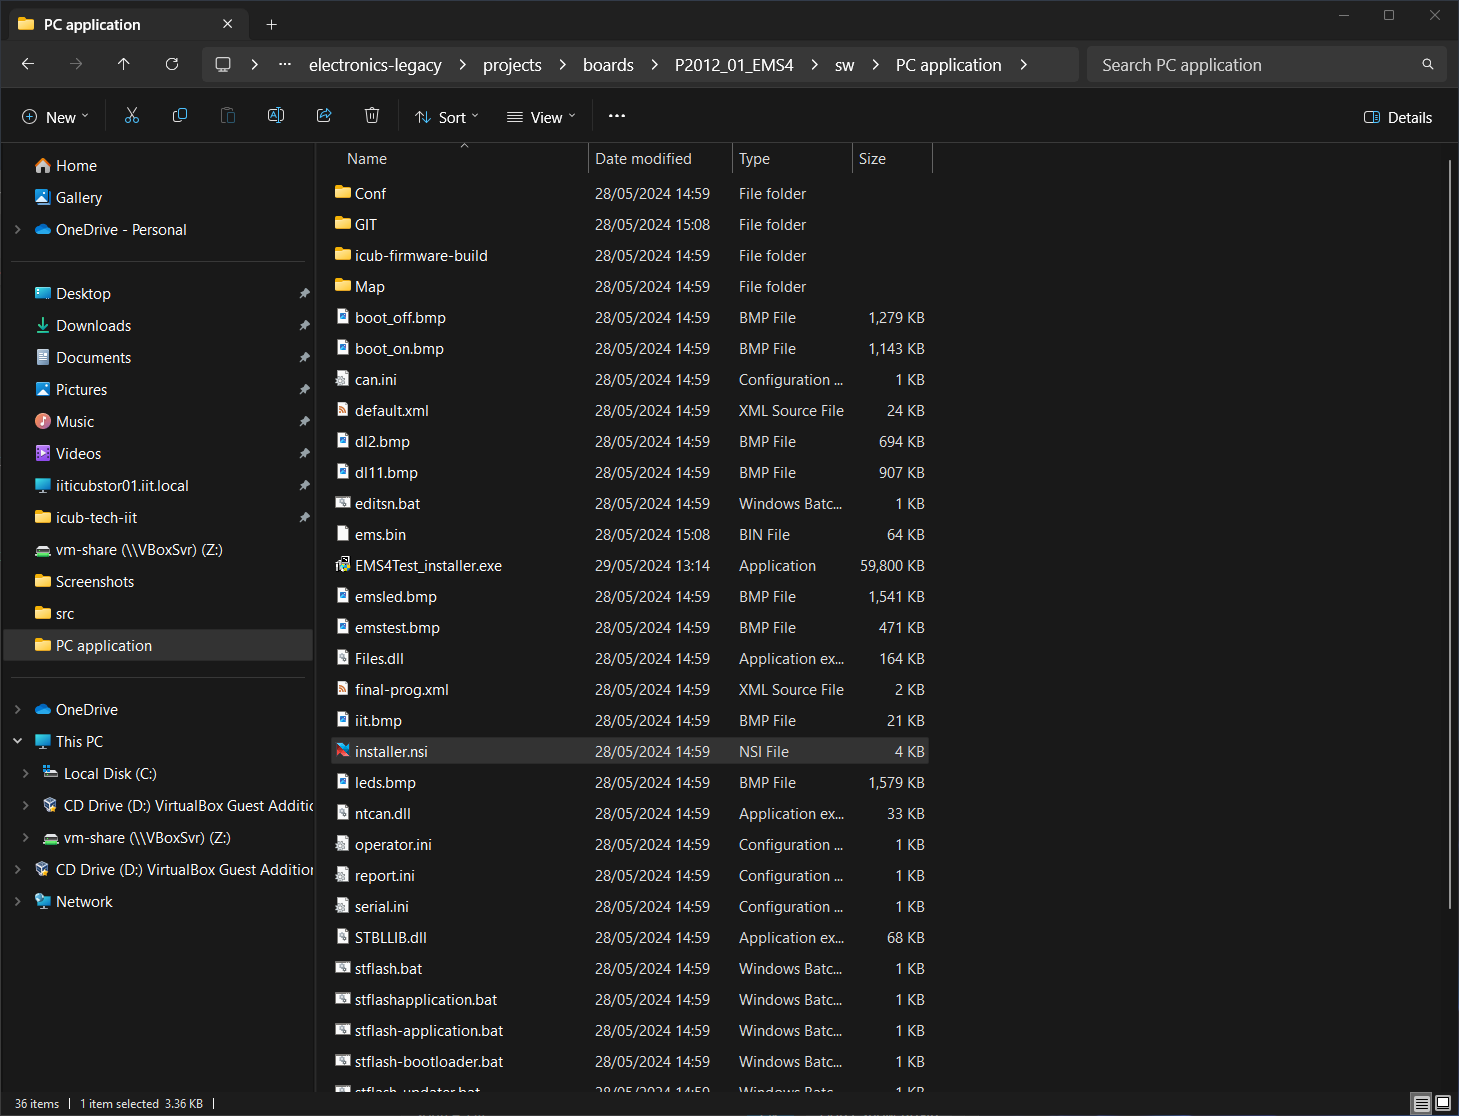 PC application
electronics-legacy > projects > boards > P2012_01_EMS4 > sw > PC application >
Search PC application
New
Sort
View
Details
Home
Gallery
OneDrive - Personal
Desktop
Downloads
Documents
Pictures
Music
Videos
iiticubstor01.iit.local
icub-tech-iit
vm-share (\\VBoxSvr) (Z:)
Screenshots
src
PC application
OneDrive
This PC
Local Disk (C:)
CD Drive (D:) VirtualBox Guest Additic
vm-share (\\VBoxSvr) (Z:)
CD Drive (D:) VirtualBox Guest Addition
Network
Name Date modified Type Size
Conf 28/05/2024 14:59 File folder
GIT 28/05/2024 15:08 File folder
icub-firmware-build 28/05/2024 14:59 File folder
Map 28/05/2024 14:59 File folder
boot_off.bmp 28/05/2024 14:59 BMP File 1,279 KB
boot_on.bmp 28/05/2024 14:59 BMP File 1,143 KB
can.ini 28/05/2024 14:59 Configuration ... 1 KB
default.xml 28/05/2024 14:59 XML Source File 24 KB
dl2.bmp 28/05/2024 14:59 BMP File 694 KB
dl11.bmp 28/05/2024 14:59 BMP File 907 KB
editsn.bat 28/05/2024 14:59 Windows Batc... 1 KB
ems.bin 28/05/2024 15:08 BIN File 64 KB
EMS4Test_installer.exe 29/05/2024 13:14 Application 59,800 KB
emsled.bmp 28/05/2024 14:59 BMP File 1,541 KB
emstest.bmp 28/05/2024 14:59 BMP File 471 KB
Files.dll 28/05/2024 14:59 Application ex... 164 KB
final-prog.xml 28/05/2024 14:59 XML Source File 2 KB
iit.bmp 28/05/2024 14:59 BMP File 21 KB
installer.nsi 28/05/2024 14:59 NSI File 4 KB
leds.bmp 28/05/2024 14:59 BMP File 1,579 KB
ntcan.dll 28/05/2024 14:59 Application ex... 33 KB
operator.ini 28/05/2024 14:59 Configuration ... 1 KB
report.ini 28/05/2024 14:59 Configuration ... 1 KB
serial.ini 28/05/2024 14:59 Configuration ... 1 KB
STBLLIB.dll 28/05/2024 14:59 Application ex... 68 KB
stflash.bat 28/05/2024 14:59 Windows Batc... 1 KB
stflashapplication.bat 28/05/2024 14:59 Windows Batc... 1 KB
stflash-application.bat 28/05/2024 14:59 Windows Batc... 1 KB
stflash-bootloader.bat 28/05/2024 14:59 Windows Batc... 1 KB
stflash-updater.bat 28/05/2024 14:59 Windows Batc... 1 KB
36 items | 1 item selected 3.36 KB |